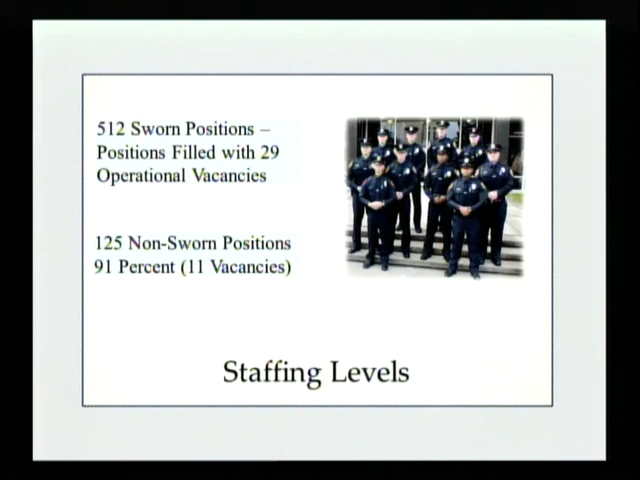 512 Sworn Positions –
Positions Filled with 29
Operational Vacancies
125 Non-Sworn Positions
91 Percent (11 Vacancies)
Staffing Levels